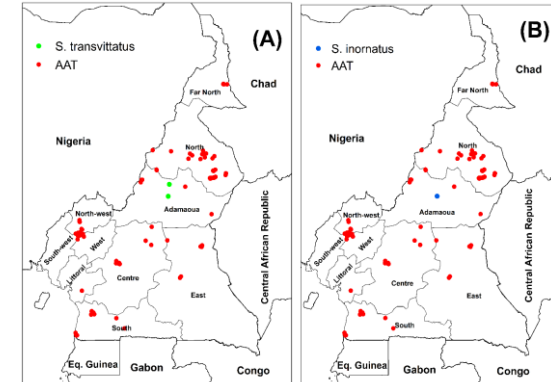 (A)
S. transvittatus
AAT
Chad
Far North
Nigeria
North
Adamaoua
North-west
South-west
West
Littoral
Centre
East
South
Central African Republic
Eq. Guinea
Gabon
Congo
(B)
S. inornatus
AAT
Chad
Far North
Nigeria
North
Adamaoua
North-west
South-west
West
Littoral
Centre
East
South
Central African Republic
Eq. Guinea
Gabon
Congo